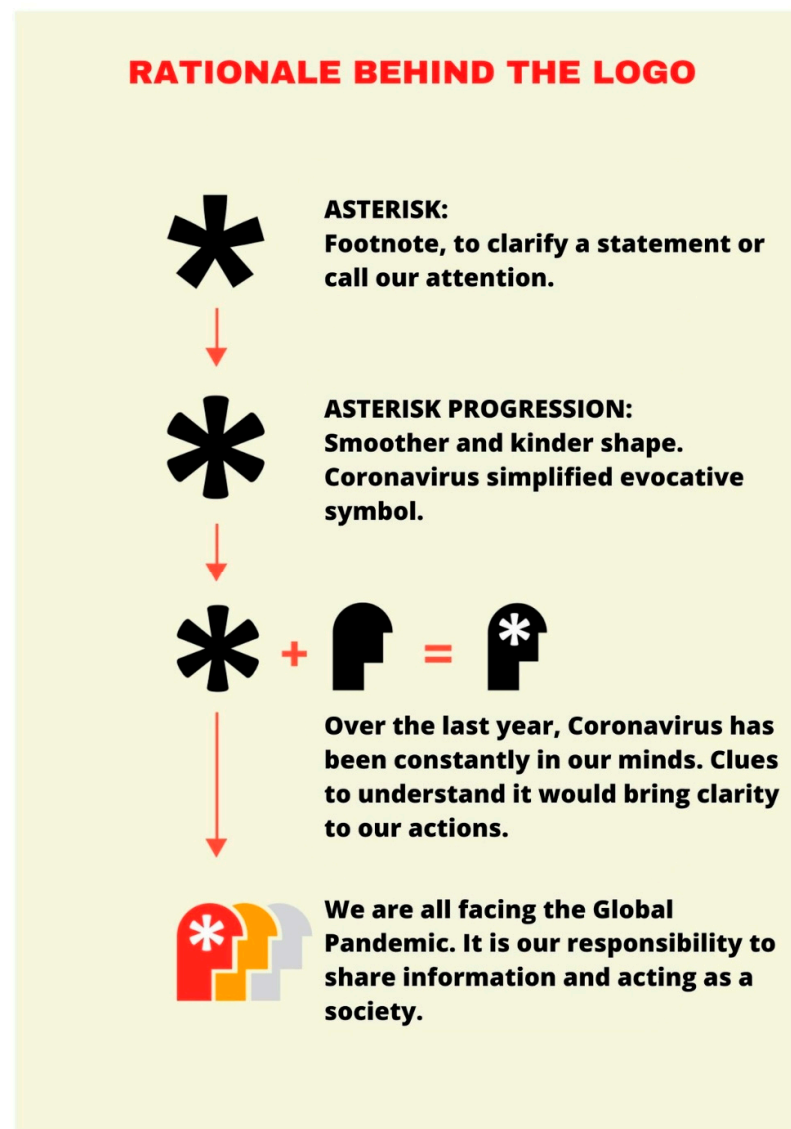 RATIONALE BEHIND THE LOGO
ASTERISK:
Footnote, to clarify a statement or
call our attention.
ASTERISK PROGRESSION:
Smoother and kinder shape.
Coronavirus simplified evocative
symbol.
+ =
Over the last year, Coronavirus has
been constantly in our minds. Clues
to understand it would bring clarity
to our actions.
We are all facing the Global
Pandemic. It is our responsibility to
share information and acting as a
society.